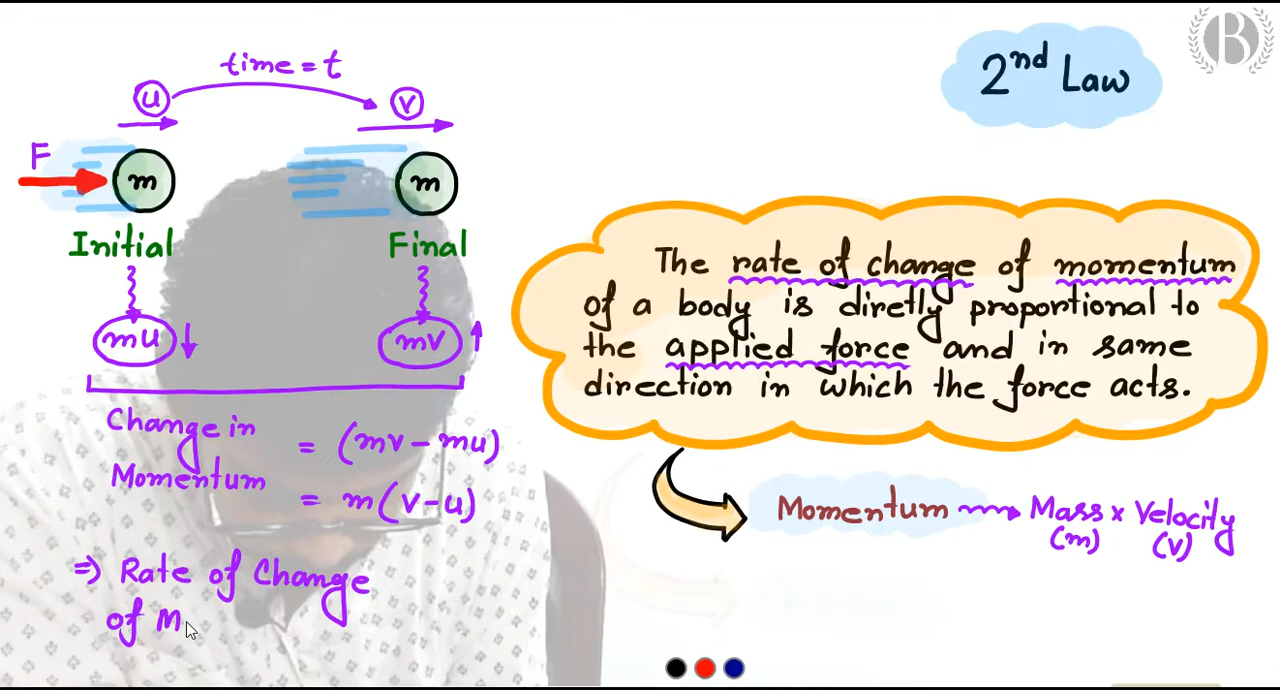 time = t
u
v
F
m
m
Initial
Final
mu ↓
mv ↑
Change in
Momentum
= (mv - mu)
= m(v-u)
⇒ Rate of Change
of M
B
2nd Law
The rate of change of momentum
of a body is diretly proportional to
the applied force and in same
direction in which the force acts.
Momentum → Mass × Velocity
(m) (v)